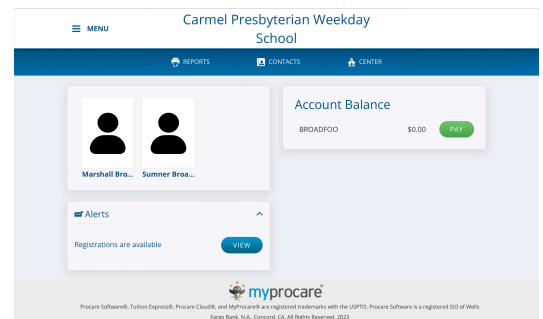 MENU
Carmel Presbyterian Weekday
School
REPORTS
CONTACTS
CENTER
Marshall Bro...
Sumner Broa...
Account Balance
BROADFOO
$0.00
PAY
Alerts
Registrations are available
VIEW
myprocare®
Procare Software®, Tuition Express®, Procare Cloud®, and MyProcare® are registered trademarks with the USPTO. Procare Software is a registered ISO of Wells
Fargo Bank, N.A., Concord, CA. All Rights Reserved. 2023